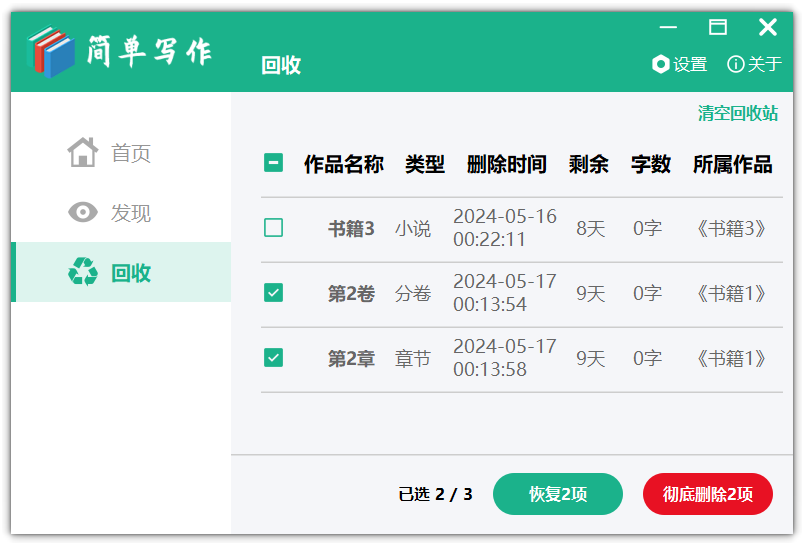 简单写作
回收
设置
关于
清空回收站
首页
发现
回收
作品名称 类型 删除时间 剩余 字数 所属作品
书籍3 小说 2024-05-16 00:22:11 8天 0字 《书籍3》
第2卷 分卷 2024-05-17 00:13:54 9天 0字 《书籍1》
第2章 章节 2024-05-17 00:13:58 9天 0字 《书籍1》
已选 2 / 3 恢复2项 彻底删除2项